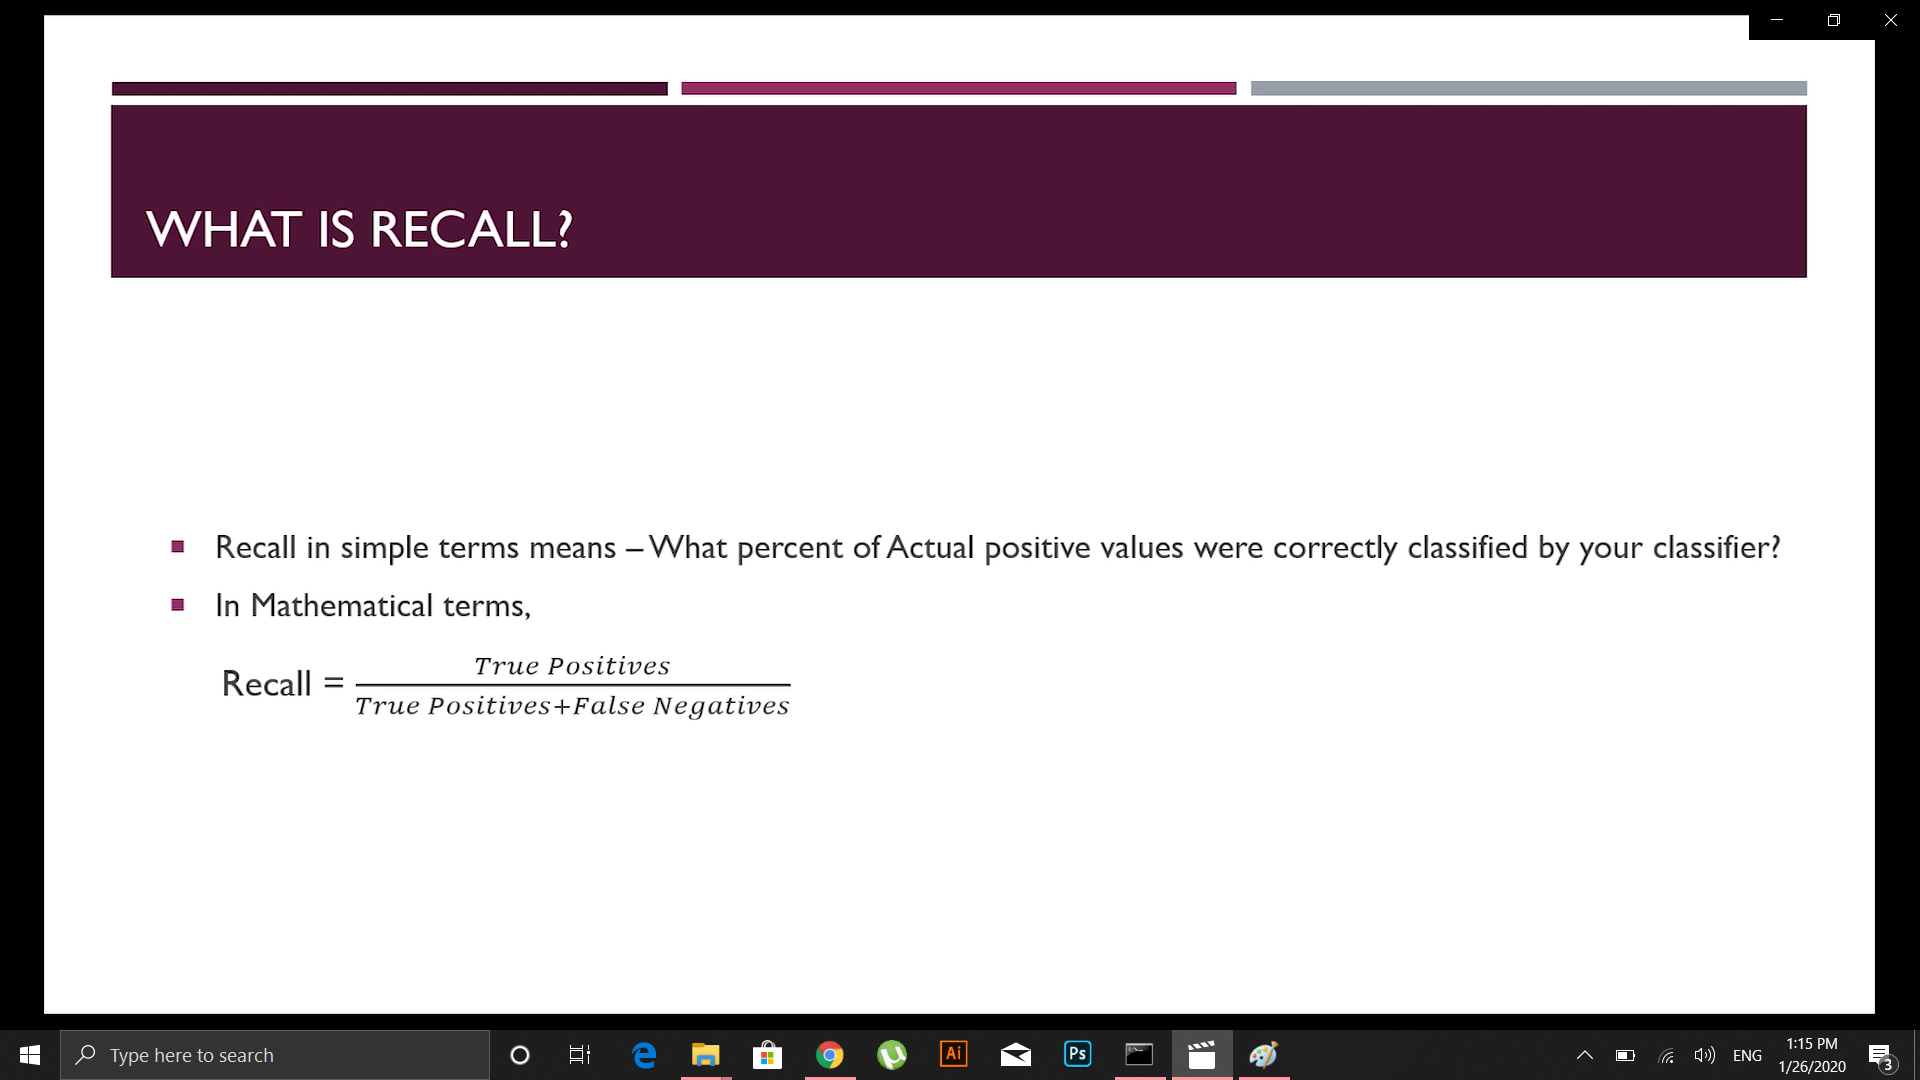 WHAT IS RECALL?
Recall in simple terms means – What percent of Actual positive values were correctly classified by your classifier?
In Mathematical terms,
Recall = True Positives
True Positives+False Negatives
Type here to search
Ai
Ps
ENG
1:15 PM
1/26/2020
3